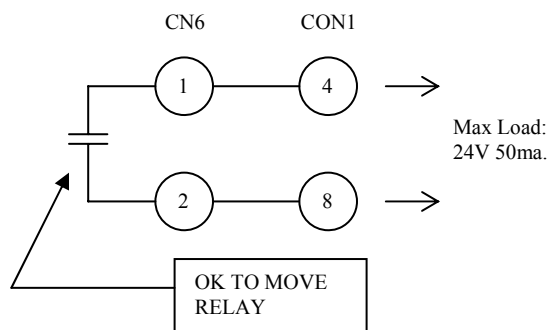 CN6 CON1
1 4
Max Load:
24V 50ma.
2 8
OK TO MOVE
RELAY